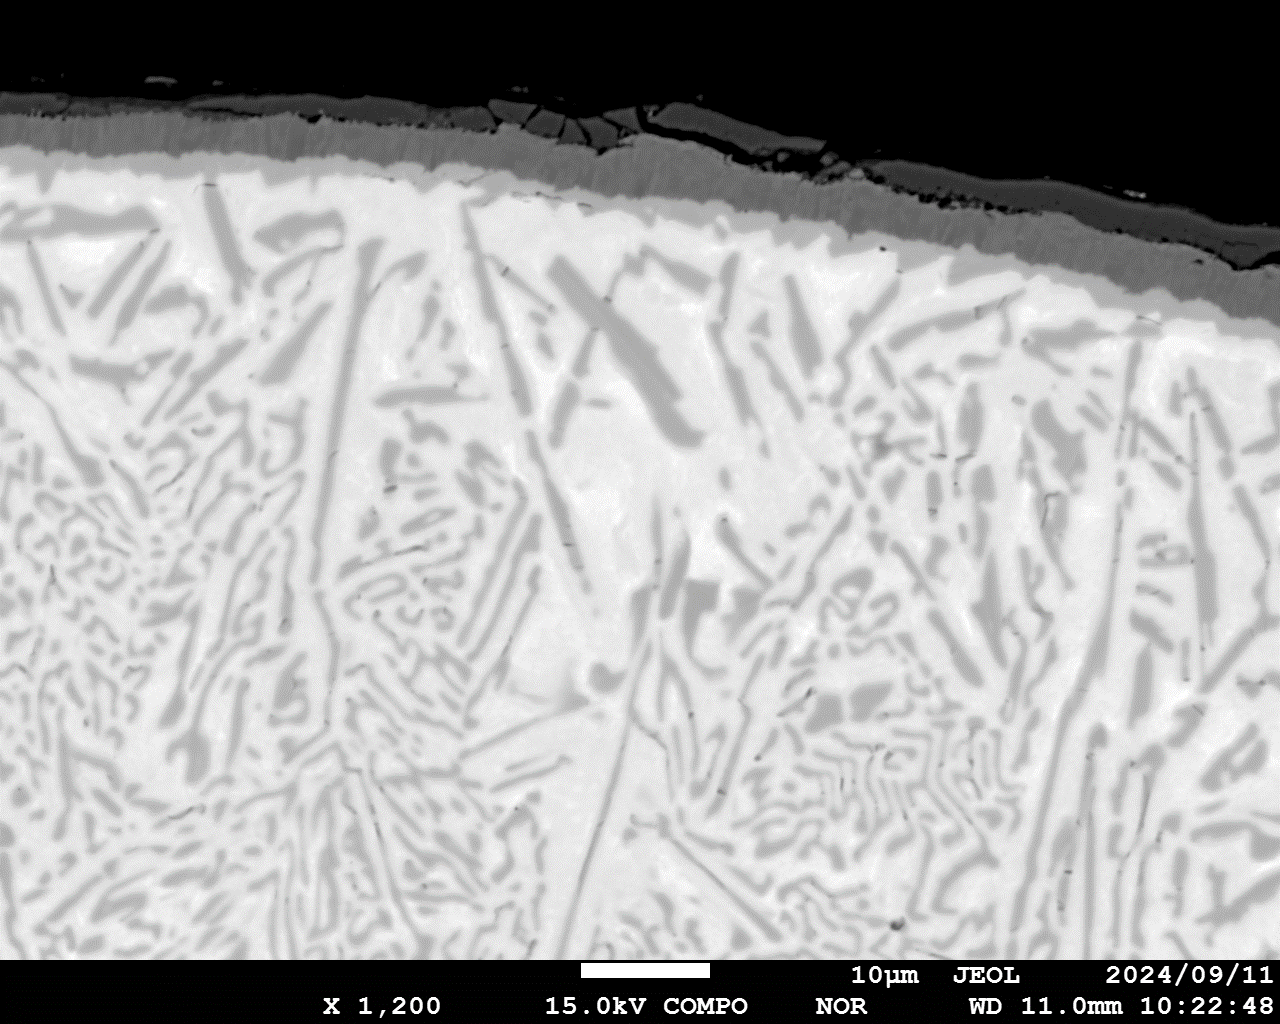 10µm JEOL 2024/09/11
X 1,200 15.0kV COMPO NOR WD 11.0mm 10:22:48